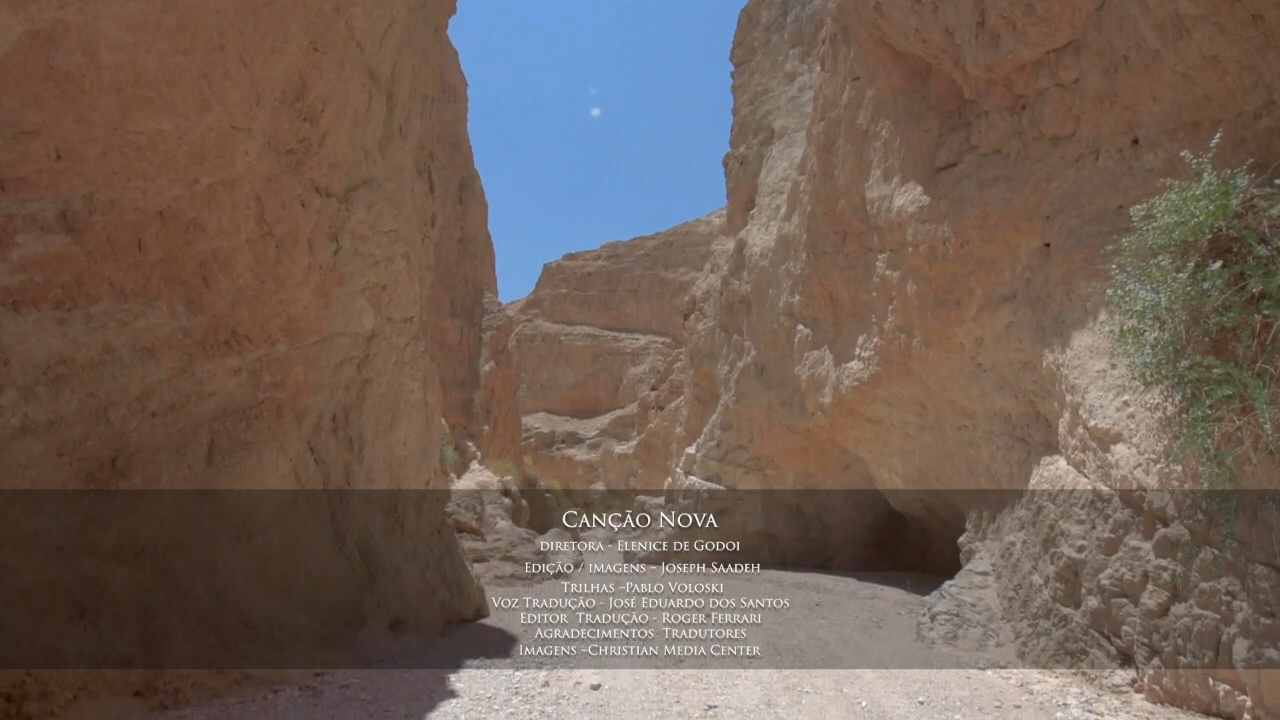 Canção Nova
diretora - Elenice de Godoi
Edição / imagens - Joseph Saadeh
Trilhas -Pablo Voloski
Voz Tradução - José Eduardo dos Santos
Editor Tradução - Roger Ferrari
Agradecimentos Tradutores
Imagens -Christian Media Center